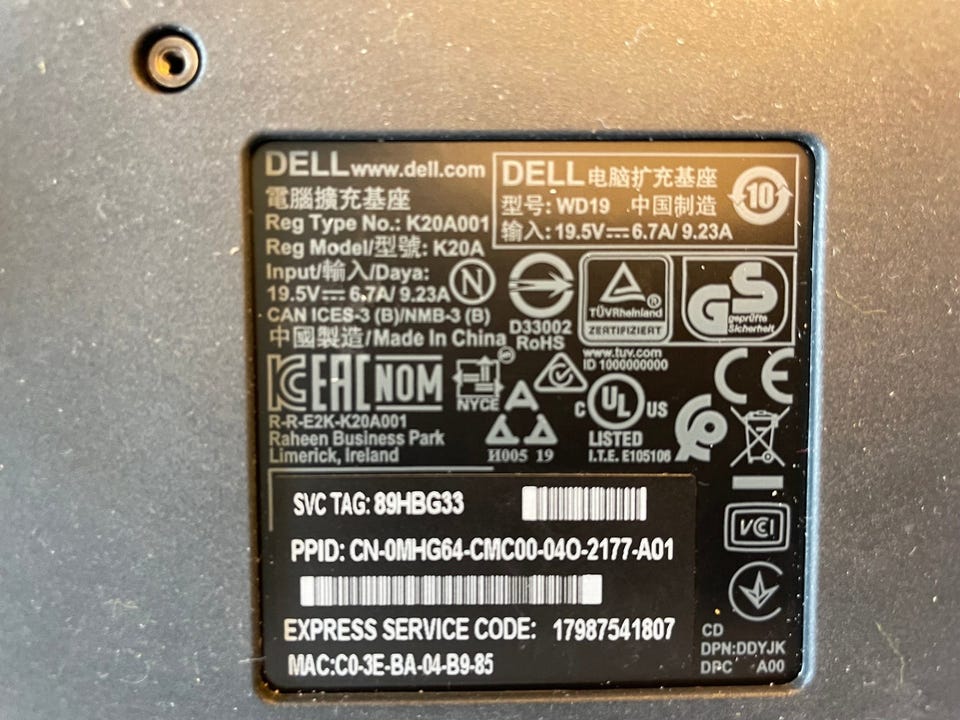 DELL www.dell.com
電腦擴充基座
Reg Type No.: K20A001
Reg Model/型號: K20A
Input/輸入/Daya:
19.5V⎓ 6.7A/ 9.23A
CAN ICES-3 (B)/NMB-3 (B)
中國製造/Made In China
DELL 电脑扩充基座
型号: WD19 中国制造
输入: 19.5V⎓ 6.7A/ 9.23A
10
N
D33002
RoHS
TÜVRheinland
ZERTIFIZIERT
www.tuv.com
ID 1000000000
GS
geprüfte
Sicherheit
KC EAC NOM
NYCE
R-R-E2K-K20A001
Raheen Business Park
Limerick, Ireland
И005 19
C UL US
LISTED
I.T.E. E105106
CE
VCCI
SVC TAG: 89HBG33
PPID: CN-0MHG64-CMC00-04O-2177-A01
EXPRESS SERVICE CODE: 17987541807
MAC:C0-3E-BA-04-B9-85
CD
DPN:DDYJK
DPC A00